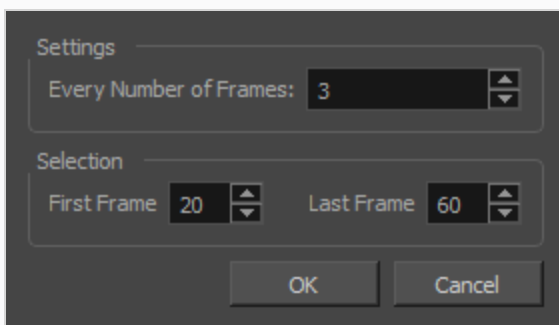 Settings
Every Number of Frames: 3
Selection
First Frame 20 Last Frame 60
OK Cancel